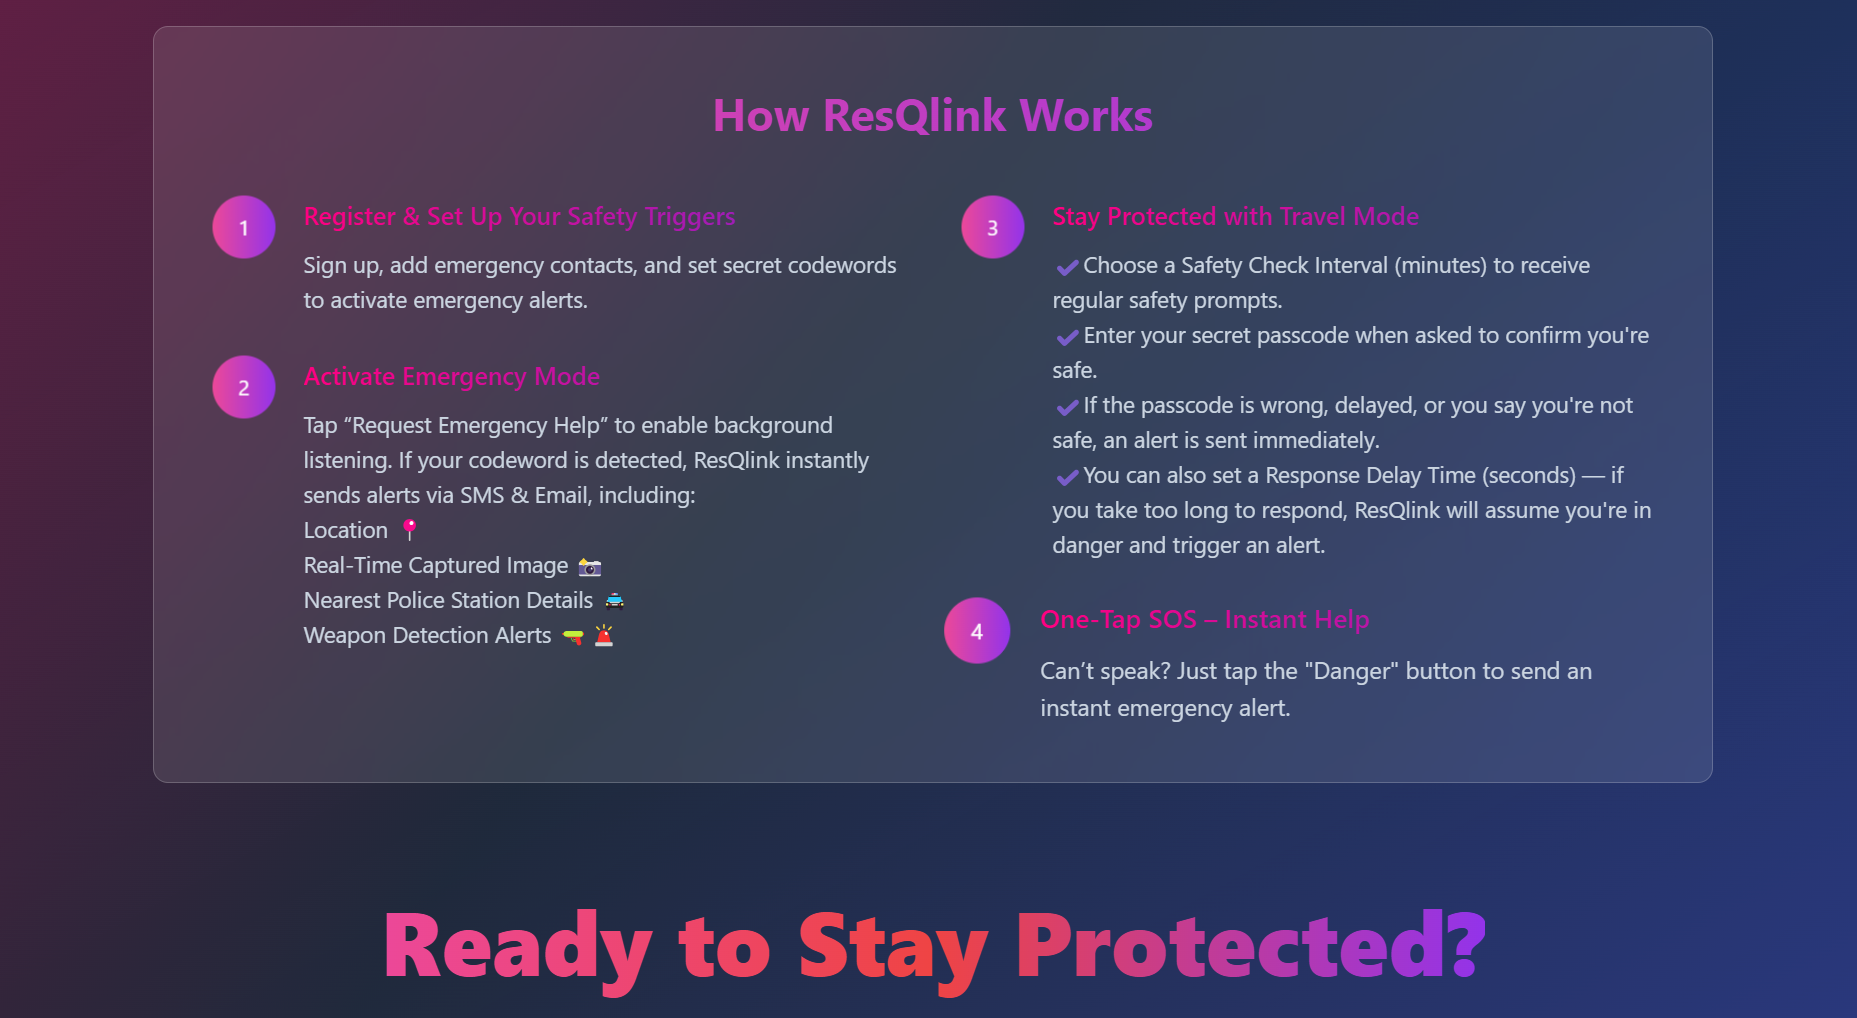 How ResQlink Works
1
Register & Set Up Your Safety Triggers
Sign up, add emergency contacts, and set secret codewords
to activate emergency alerts.
2
Activate Emergency Mode
Tap “Request Emergency Help” to enable background
listening. If your codeword is detected, ResQlink instantly
sends alerts via SMS & Email, including:
Location 📍
Real-Time Captured Image 📸
Nearest Police Station Details 🚔
Weapon Detection Alerts 🔫🚨
3
Stay Protected with Travel Mode
✔Choose a Safety Check Interval (minutes) to receive
regular safety prompts.
✔Enter your secret passcode when asked to confirm you're
safe.
✔If the passcode is wrong, delayed, or you say you're not
safe, an alert is sent immediately.
✔You can also set a Response Delay Time (seconds) — if
you take too long to respond, ResQlink will assume you're in
danger and trigger an alert.
4
One-Tap SOS – Instant Help
Can’t speak? Just tap the "Danger" button to send an
instant emergency alert.
Ready to Stay Protected?